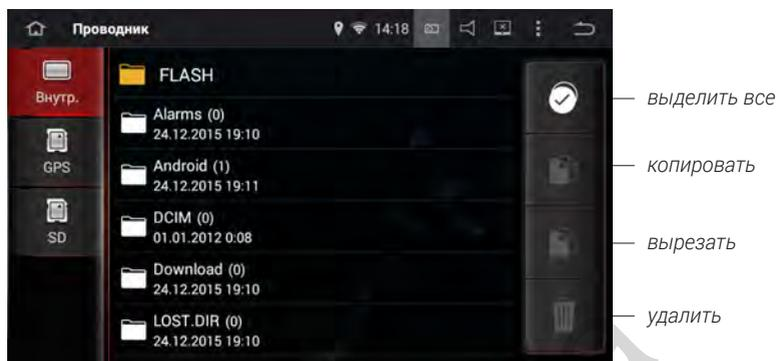 Проводник
14:18
Внутр.
GPS
SD
FLASH
Alarms (0)
24.12.2015 19:10
Android (1)
24.12.2015 19:11
DCIM (0)
01.01.2012 0:08
Download (0)
24.12.2015 19:10
LOST.DIR (0)
24.12.2015 19:10
выделить все
копировать
вырезать
удалить